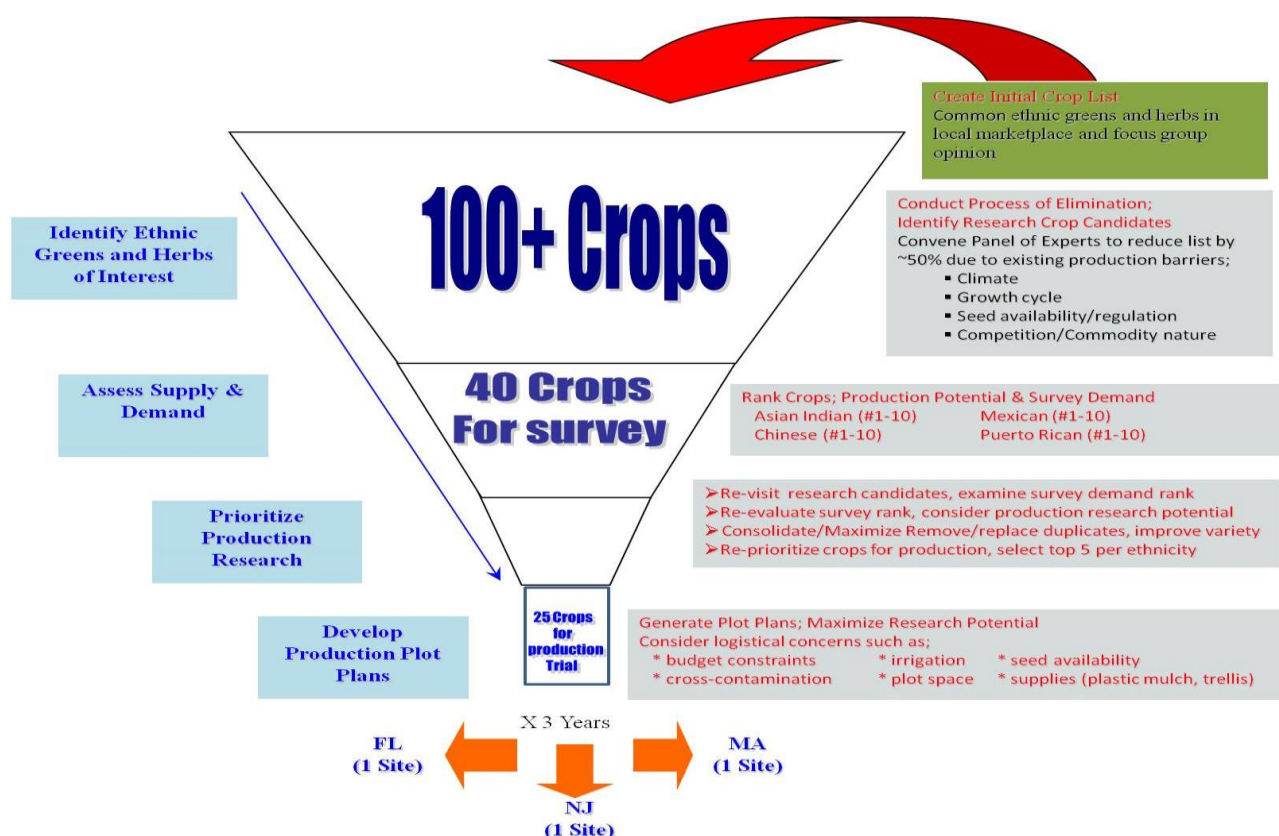 Create Initial Crop List
Common ethnic greens and herbs in
local marketplace and focus group
opinion
100+ Crops
Identify Ethnic
Greens and Herbs
of Interest
Conduct Process of Elimination;
Identify Research Crop Candidates
Convene Panel of Experts to reduce list by
~50% due to existing production barriers;
▪ Climate
▪ Growth cycle
▪ Seed availability/regulation
▪ Competition/Commodity nature
Assess Supply &
Demand
40 Crops
For survey
Rank Crops; Production Potential & Survey Demand
Asian Indian (#1-10) Mexican (#1-10)
Chinese (#1-10) Puerto Rican (#1-10)
Prioritize
Production
Research
➢Re-visit research candidates, examine survey demand rank
➢Re-evaluate survey rank, consider production research potential
➢Consolidate/Maximize Remove/replace duplicates, improve variety
➢Re-prioritize crops for production, select top 5 per ethnicity
Develop
Production Plot
Plans
25 Crops
for
production
Trial
Generate Plot Plans; Maximize Research Potential
Consider logistical concerns such as;
* budget constraints * irrigation * seed availability
* cross-contamination * plot space * supplies (plastic mulch, trellis)
X 3 Years
FL
(1 Site)
MA
(1 Site)
NJ
(1 Site)